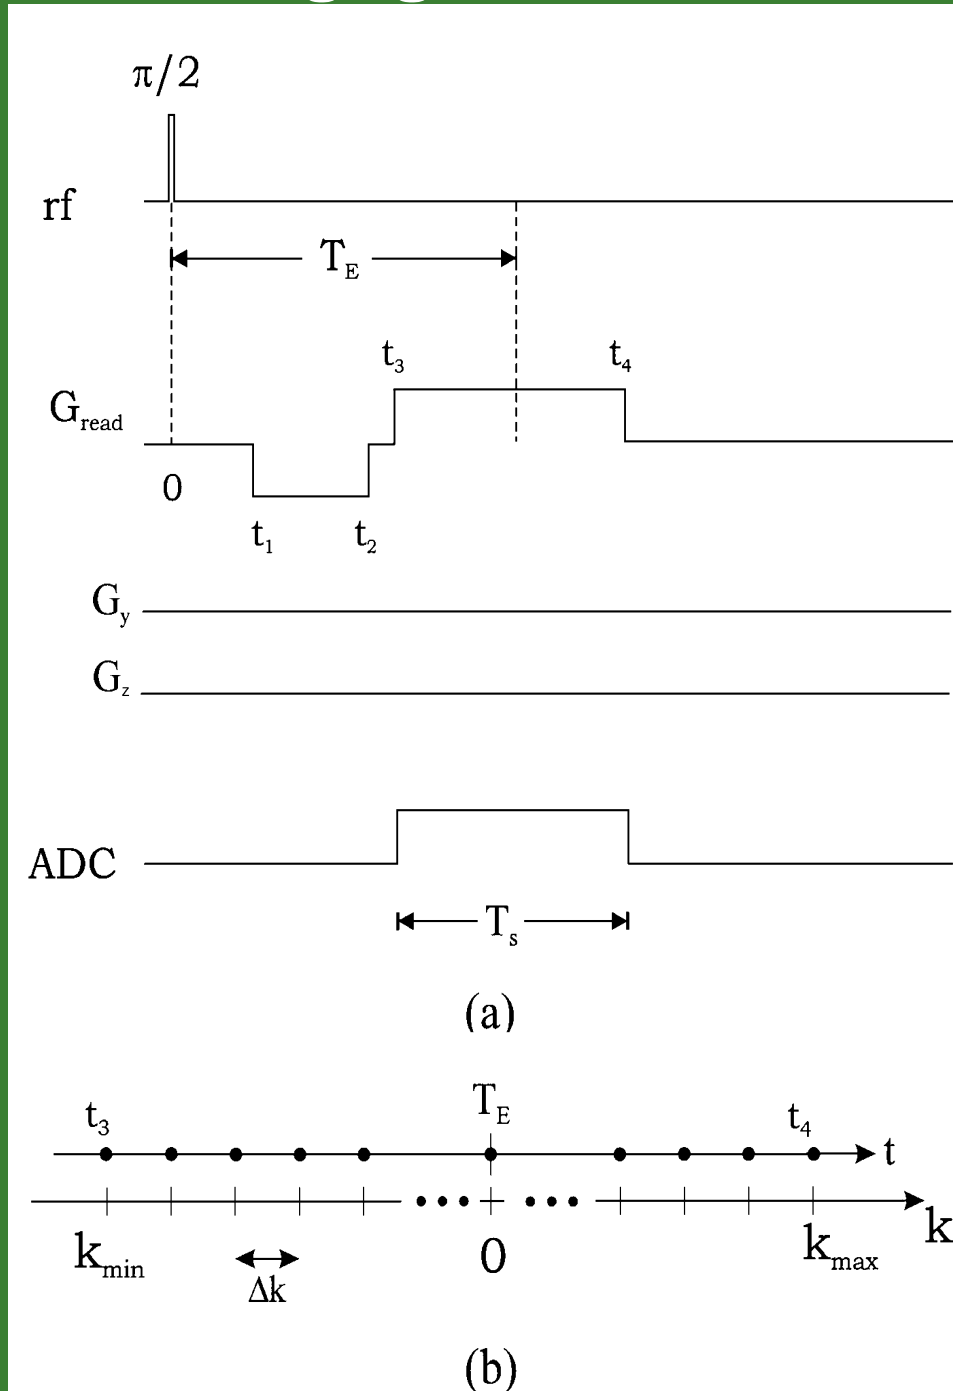 π/2
rf
T_E
t_3 t_4
G_read
0
t_1 t_2
G_y
G_z
ADC
T_s
(a)
T_E
t_3 t_4
t
k
k_min 0 k_max
Δk
(b)